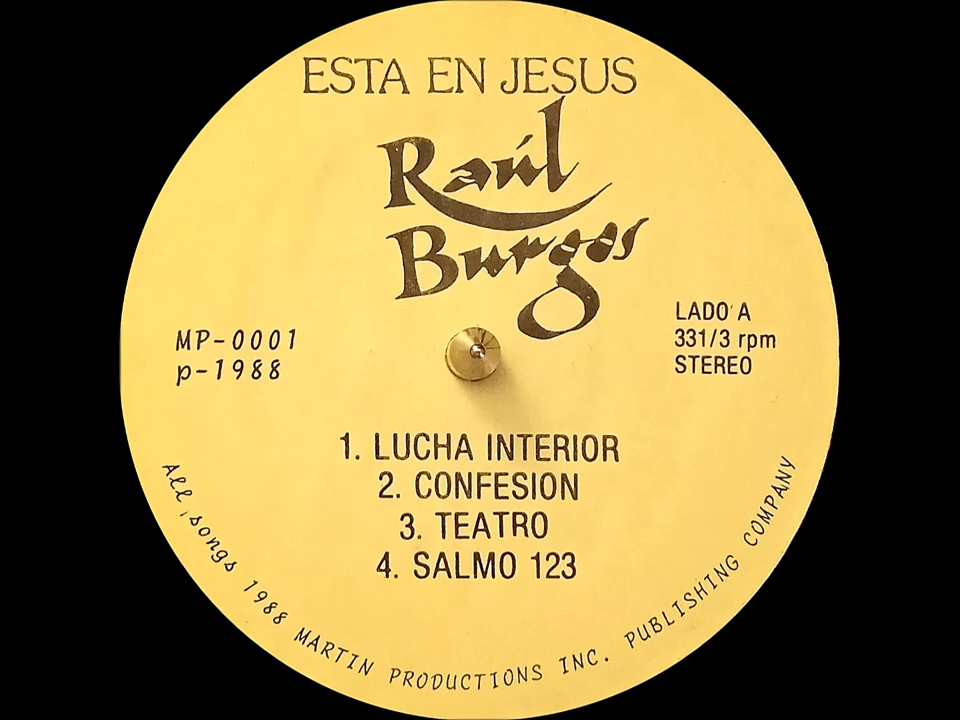 ESTA EN JESUS
Raúl
Burgos
MP-0001
p-1988
LADO A
331/3 rpm
STEREO
1. LUCHA INTERIOR
2. CONFESION
3. TEATRO
4. SALMO 123
All songs 1988 MARTIN PRODUCTIONS INC. PUBLISHING COMPANY